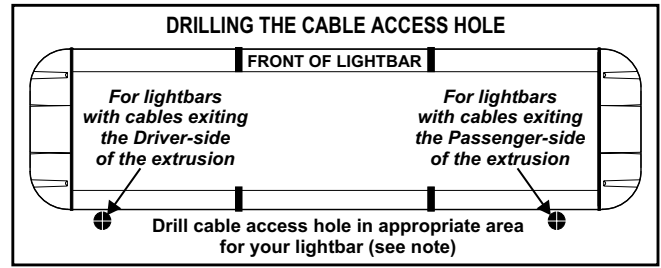 DRILLING THE CABLE ACCESS HOLE
FRONT OF LIGHTBAR
For lightbars
with cables exiting
the Driver-side
of the extrusion
For lightbars
with cables exiting
the Passenger-side
of the extrusion
Drill cable access hole in appropriate area
for your lightbar (see note)